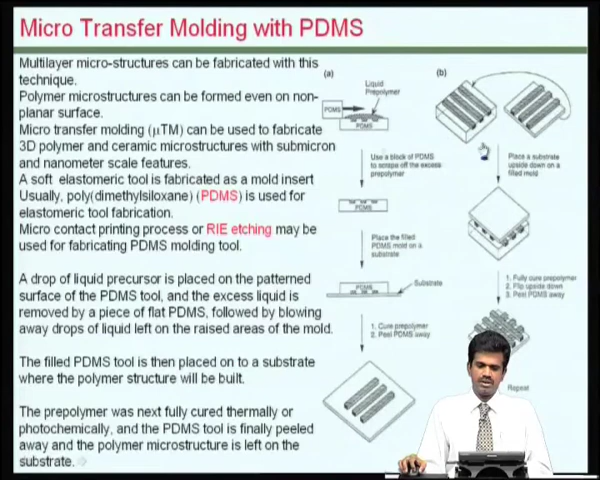 Micro Transfer Molding with PDMS
Multilayer micro-structures can be fabricated with this
technique.
Polymer microstructures can be formed even on non-
planar surface.
Micro transfer molding (μTM) can be used to fabricate
3D polymer and ceramic microstructures with submicron
and nanometer scale features.
A soft elastomeric tool is fabricated as a mold insert
Usually, poly(dimethylsiloxane) (PDMS) is used for
elastomeric tool fabrication.
Micro contact printing process or RIE etching may be
used for fabricating PDMS molding tool.
A drop of liquid precursor is placed on the patterned
surface of the PDMS tool, and the excess liquid is
removed by a piece of flat PDMS, followed by blowing
away drops of liquid left on the raised areas of the mold.
The filled PDMS tool is then placed on to a substrate
where the polymer structure will be built.
The prepolymer was next fully cured thermally or
photochemically, and the PDMS tool is finally peeled
away and the polymer microstructure is left on the
substrate.
(a)
Liquid
Prepolymer
PDMS
PDMS
Use a block of PDMS
to scrape off the excess
prepolymer
PDMS
Place the filled
PDMS mold on a
substrate
PDMS
Substrate
1. Cure prepolymer
2. Peel PDMS away
(b)
Place a substrate
upside down on a
filled mold
1. Fully cure prepolymer
2. Flip upside down
3. Peel PDMS away
Repeat